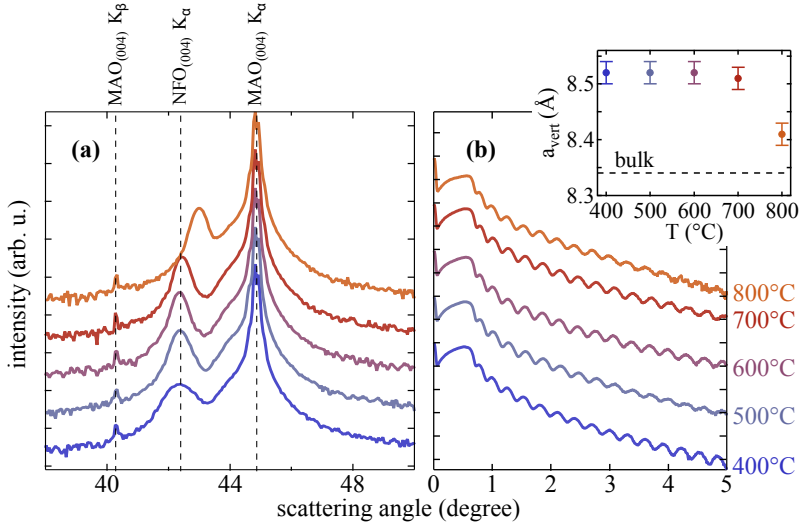 MAO(004) Kβ
NFO(004) Kα
MAO(004) Kα
(a)
intensity (arb. u.)
40
44
48
(b)
0
1
2
3
4
5
scattering angle (degree)
800°C
700°C
600°C
500°C
400°C
8.5
8.4
8.3
avert (Å)
bulk
400
500
600
700
800
T (°C)